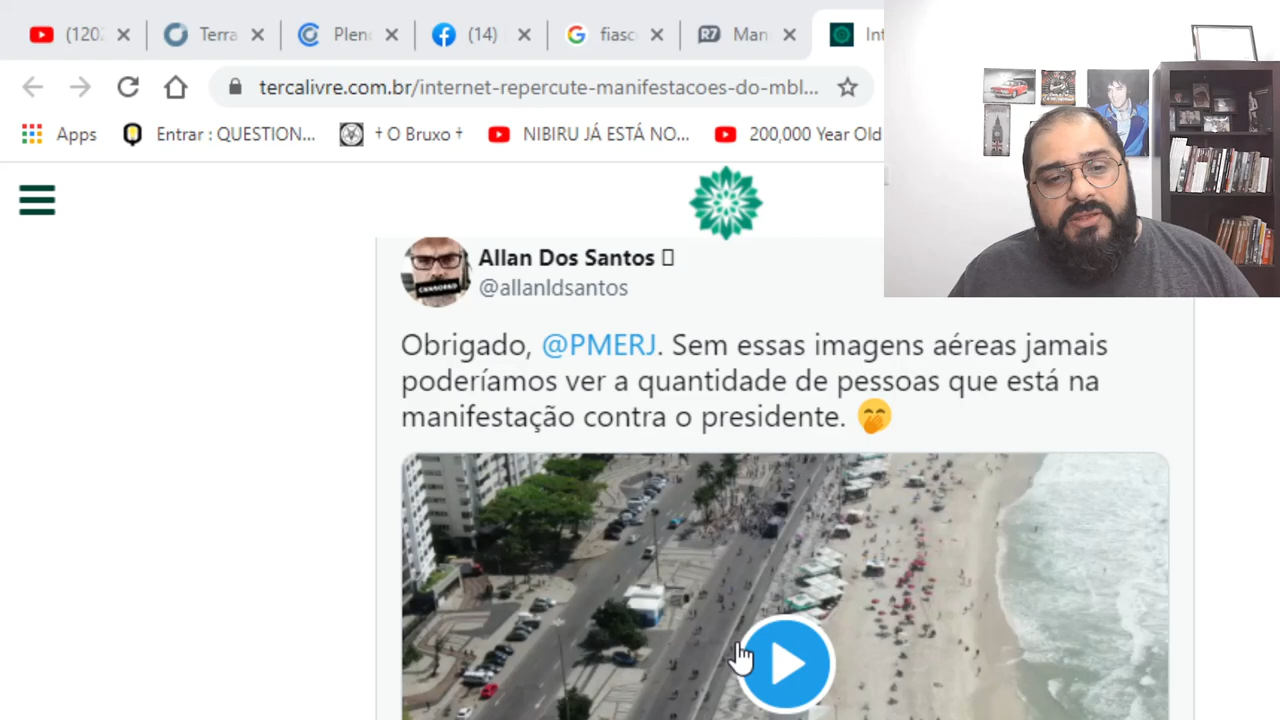 (120
Terra
Plen
(14)
fiasc
R7
Man
Int
tercalivre.com.br/internet-repercute-manifestacoes-do-mbl...
Apps
Entrar : QUESTION...
† O Bruxo †
NIBIRU JÁ ESTÁ NO...
200,000 Year Old
Allan Dos Santos
CENSORED
@allanldsantos
Obrigado, @PMERJ. Sem essas imagens aéreas jamais
poderíamos ver a quantidade de pessoas que está na
manifestação contra o presidente. 🤭